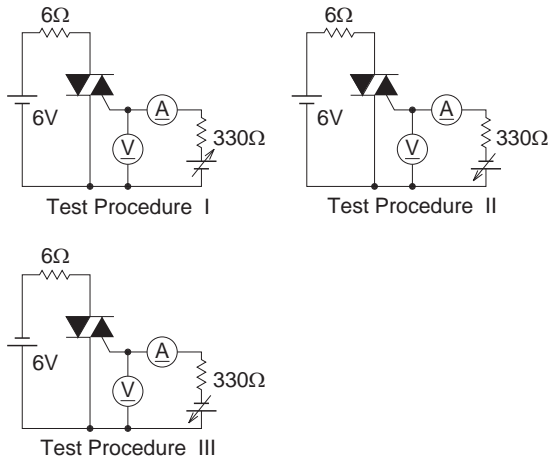 6Ω
6V
A
V
330Ω
Test Procedure I
6Ω
6V
A
V
330Ω
Test Procedure II
6Ω
6V
A
V
330Ω
Test Procedure III